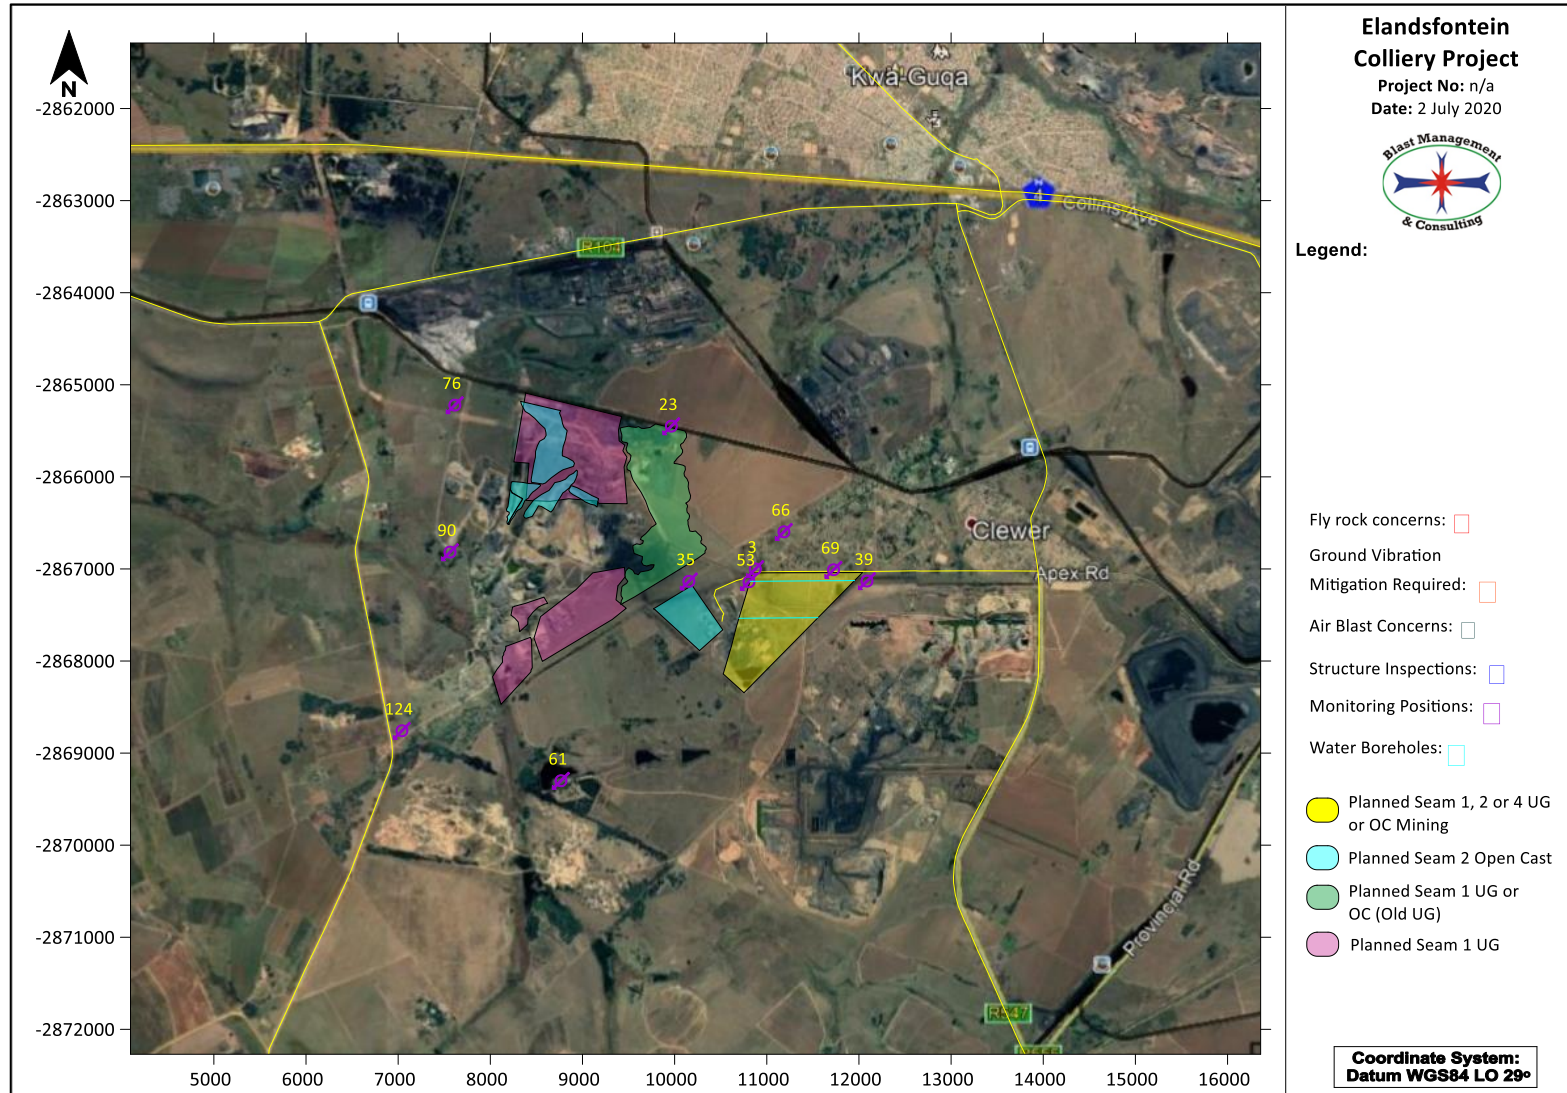 Elandsfontein
Colliery Project
Project No: n/a
Date: 2 July 2020
Blast Management
& Consulting
Legend:
Fly rock concerns:
Ground Vibration
Mitigation Required:
Air Blast Concerns:
Structure Inspections:
Monitoring Positions:
Water Boreholes:
Planned Seam 1, 2 or 4 UG
or OC Mining
Planned Seam 2 Open Cast
Planned Seam 1 UG or
OC (Old UG)
Planned Seam 1 UG
Coordinate System:
Datum WGS84 LO 29º
N
-2862000
-2863000
-2864000
-2865000
-2866000
-2867000
-2868000
-2869000
-2870000
-2871000
-2872000
5000
6000
7000
8000
9000
10000
11000
12000
13000
14000
15000
16000
Kwa-Guqa
4
Collins Ave
R104
76
23
66
Clewer
90
35
3
53
69
39
Apex Rd
124
61
Provincial Rd
R547